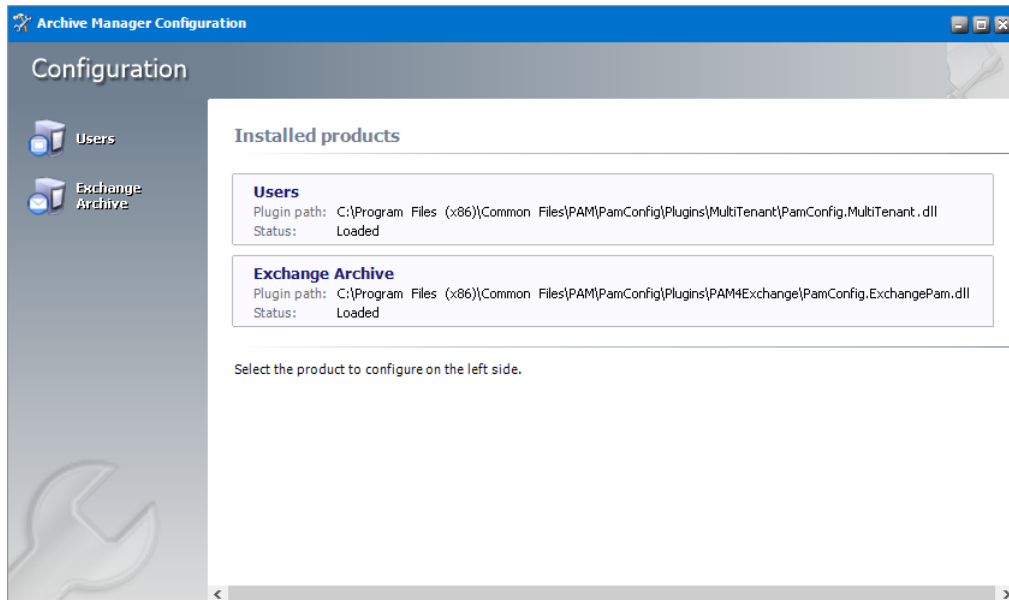 Archive Manager Configuration
Configuration
Users
Exchange
Archive
Installed products
Users
Plugin path: C:\Program Files (x86)\Common Files\PAM\PamConfig\Plugins\MultiTenant\PamConfig.MultiTenant.dll
Status: Loaded
Exchange Archive
Plugin path: C:\Program Files (x86)\Common Files\PAM\PamConfig\Plugins\PAM4Exchange\PamConfig.ExchangePam.dll
Status: Loaded
Select the product to configure on the left side.